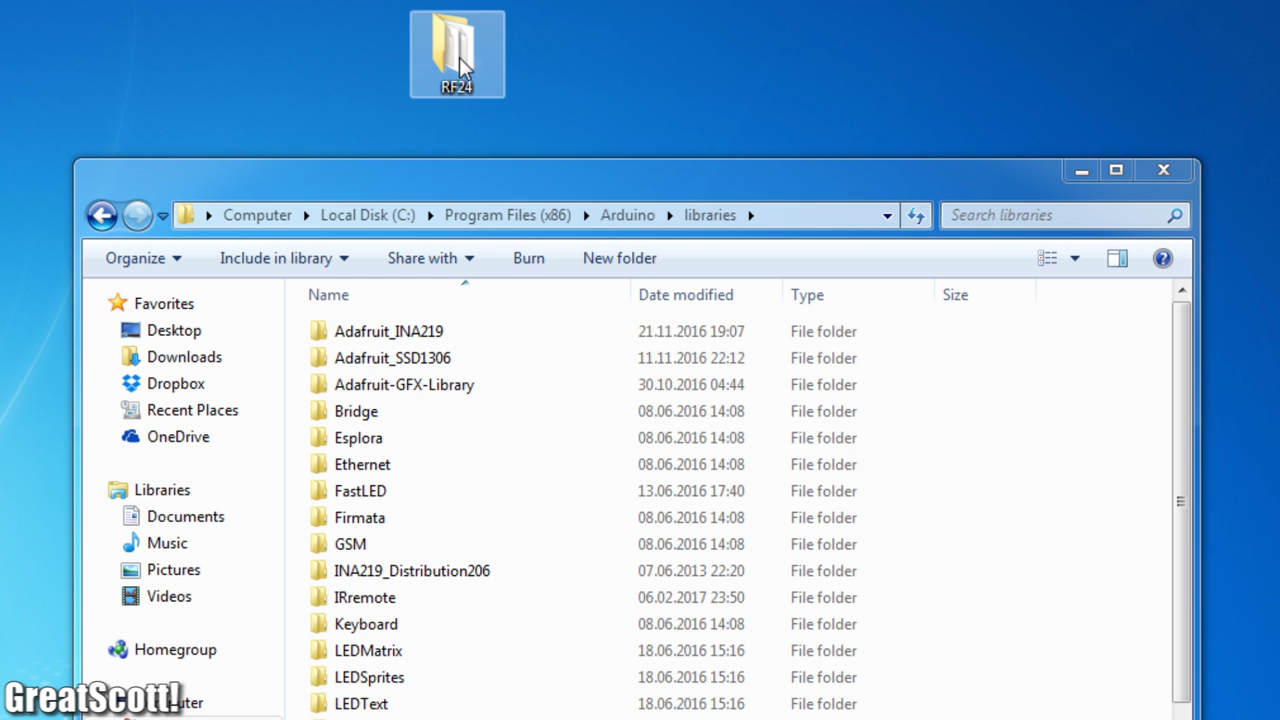 RF24
Computer Local Disk (C:) Program Files (x86) Arduino libraries Search libraries
Organize Include in library Share with Burn New folder
Name Date modified Type Size
Favorites
Desktop
Downloads
Dropbox
Recent Places
OneDrive
Libraries
Documents
Music
Pictures
Videos
Homegroup
Adafruit_INA219 21.11.2016 19:07 File folder
Adafruit_SSD1306 11.11.2016 22:12 File folder
Adafruit-GFX-Library 30.10.2016 04:44 File folder
Bridge 08.06.2016 14:08 File folder
Esplora 08.06.2016 14:08 File folder
Ethernet 08.06.2016 14:08 File folder
FastLED 13.06.2016 17:40 File folder
Firmata 08.06.2016 14:08 File folder
GSM 08.06.2016 14:08 File folder
INA219_Distribution206 07.06.2013 22:20 File folder
IRremote 06.02.2017 23:50 File folder
Keyboard 08.06.2016 14:08 File folder
LEDMatrix 18.06.2016 15:16 File folder
LEDSprites 18.06.2016 15:16 File folder
LEDText 18.06.2016 15:16 File folder
GreatScott!